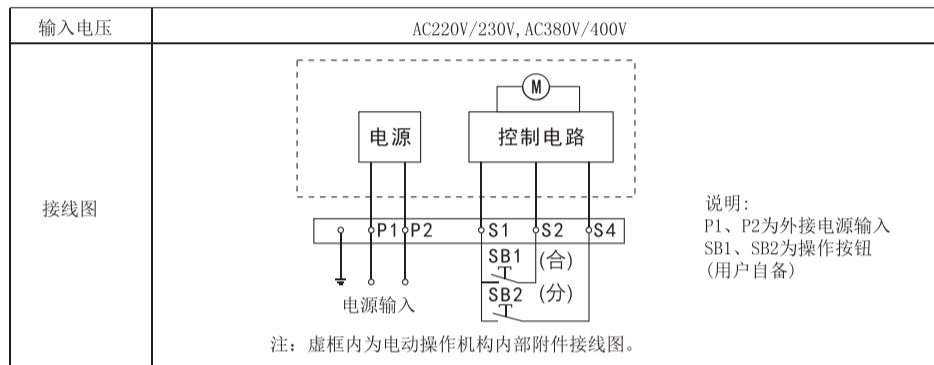 输入电压
AC220V/230V,AC380V/400V
接线图
M
电源
控制电路
P1 P2 S1 S2 S4
SB1 (合)
SB2 (分)
电源输入
说明:
P1、P2为外接电源输入
SB1、SB2为操作按钮
(用户自备)
注: 虚框内为电动操作机构内部附件接线图。